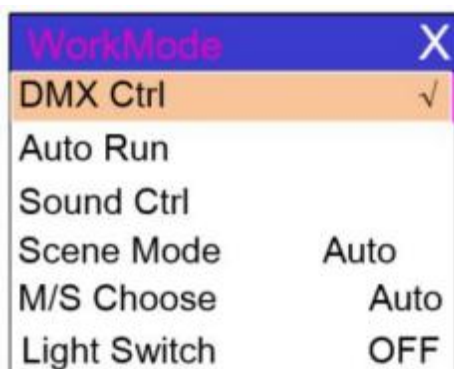 WorkMode X
DMX Ctrl √
Auto Run
Sound Ctrl
Scene Mode Auto
M/S Choose Auto
Light Switch OFF